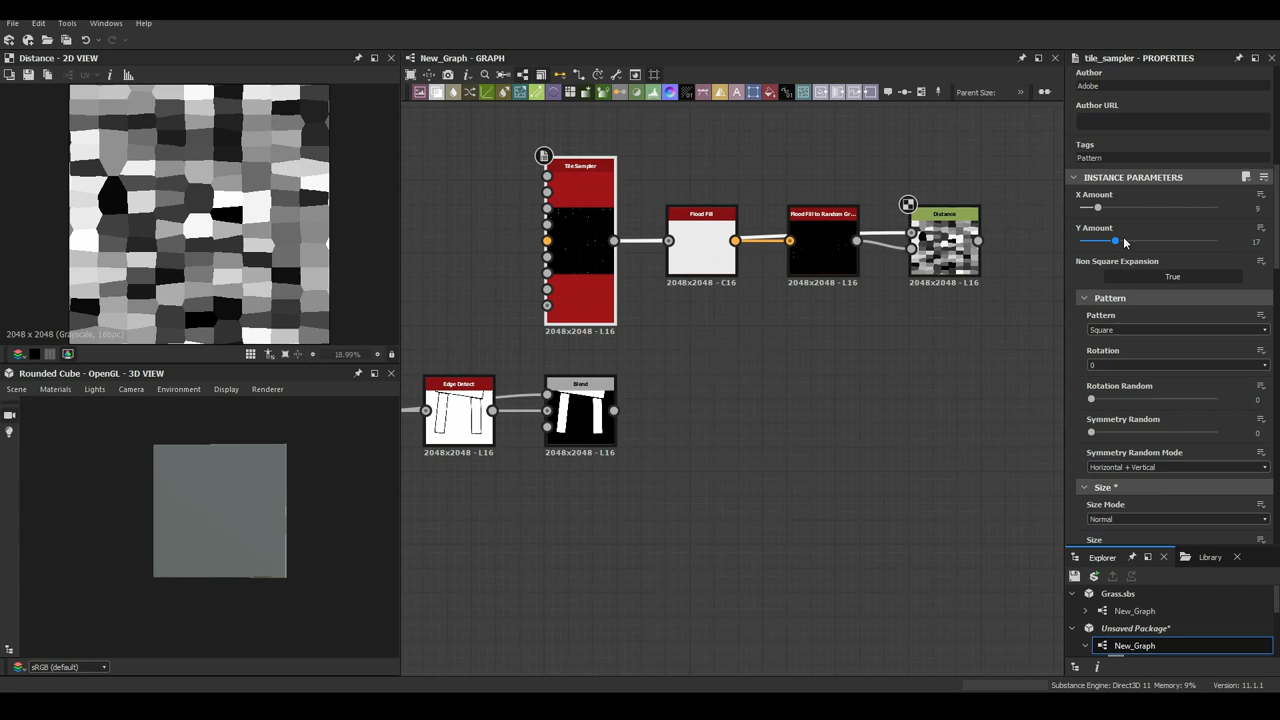 File Edit Tools Windows Help
Distance - 2D VIEW
UV
2048 x 2048 (Grayscale, 16bpc)
18.99%
Rounded Cube - OpenGL - 3D VIEW
Scene Materials Lights Camera Environment Display Renderer
sRGB (default)
New_Graph - GRAPH
Parent Size:
Tile Sampler
2048x2048 - L16
Flood Fill
2048x2048 - C16
Flood Fill to Random Gr...
2048x2048 - L16
Distance
2048x2048 - L16
Edge Detect
2048x2048 - L16
Blend
2048x2048 - L16
tile_sampler - PROPERTIES
Author
Adobe
Author URL
Tags
Pattern
INSTANCE PARAMETERS
X Amount
9
Y Amount
17
Non Square Expansion
True
Pattern
Pattern
Square
Rotation
0
Rotation Random
0
Symmetry Random
0
Symmetry Random Mode
Horizontal + Vertical
Size *
Size Mode
Normal
Size
Explorer
Library
Grass.sbs
New_Graph
Unsaved Package*
New_Graph
Substance Engine: Direct3D 11 Memory: 9% Version: 11.1.1